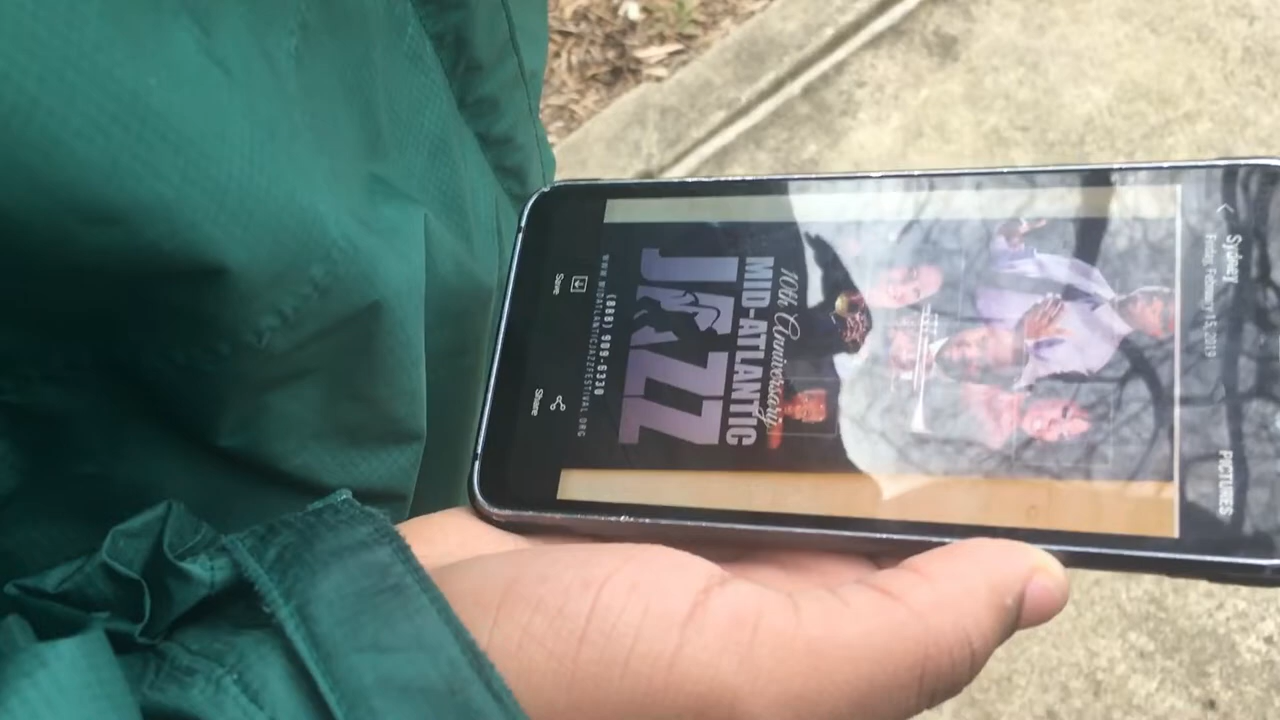 Sydney
Friday, February 15, 2019
PICTURES
10th Anniversary
MID-ATLANTIC
JAZZ
(888) 909-6330
WWW.MIDATLANTICJAZZFESTIVAL.ORG
Save
Share